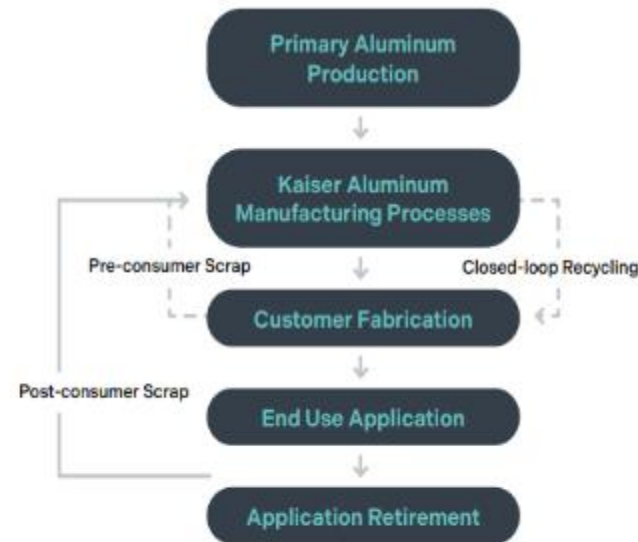 Primary Aluminum
Production
Kaiser Aluminum
Manufacturing Processes
Pre-consumer Scrap
Closed-loop Recycling
Customer Fabrication
Post-consumer Scrap
End Use Application
Application Retirement